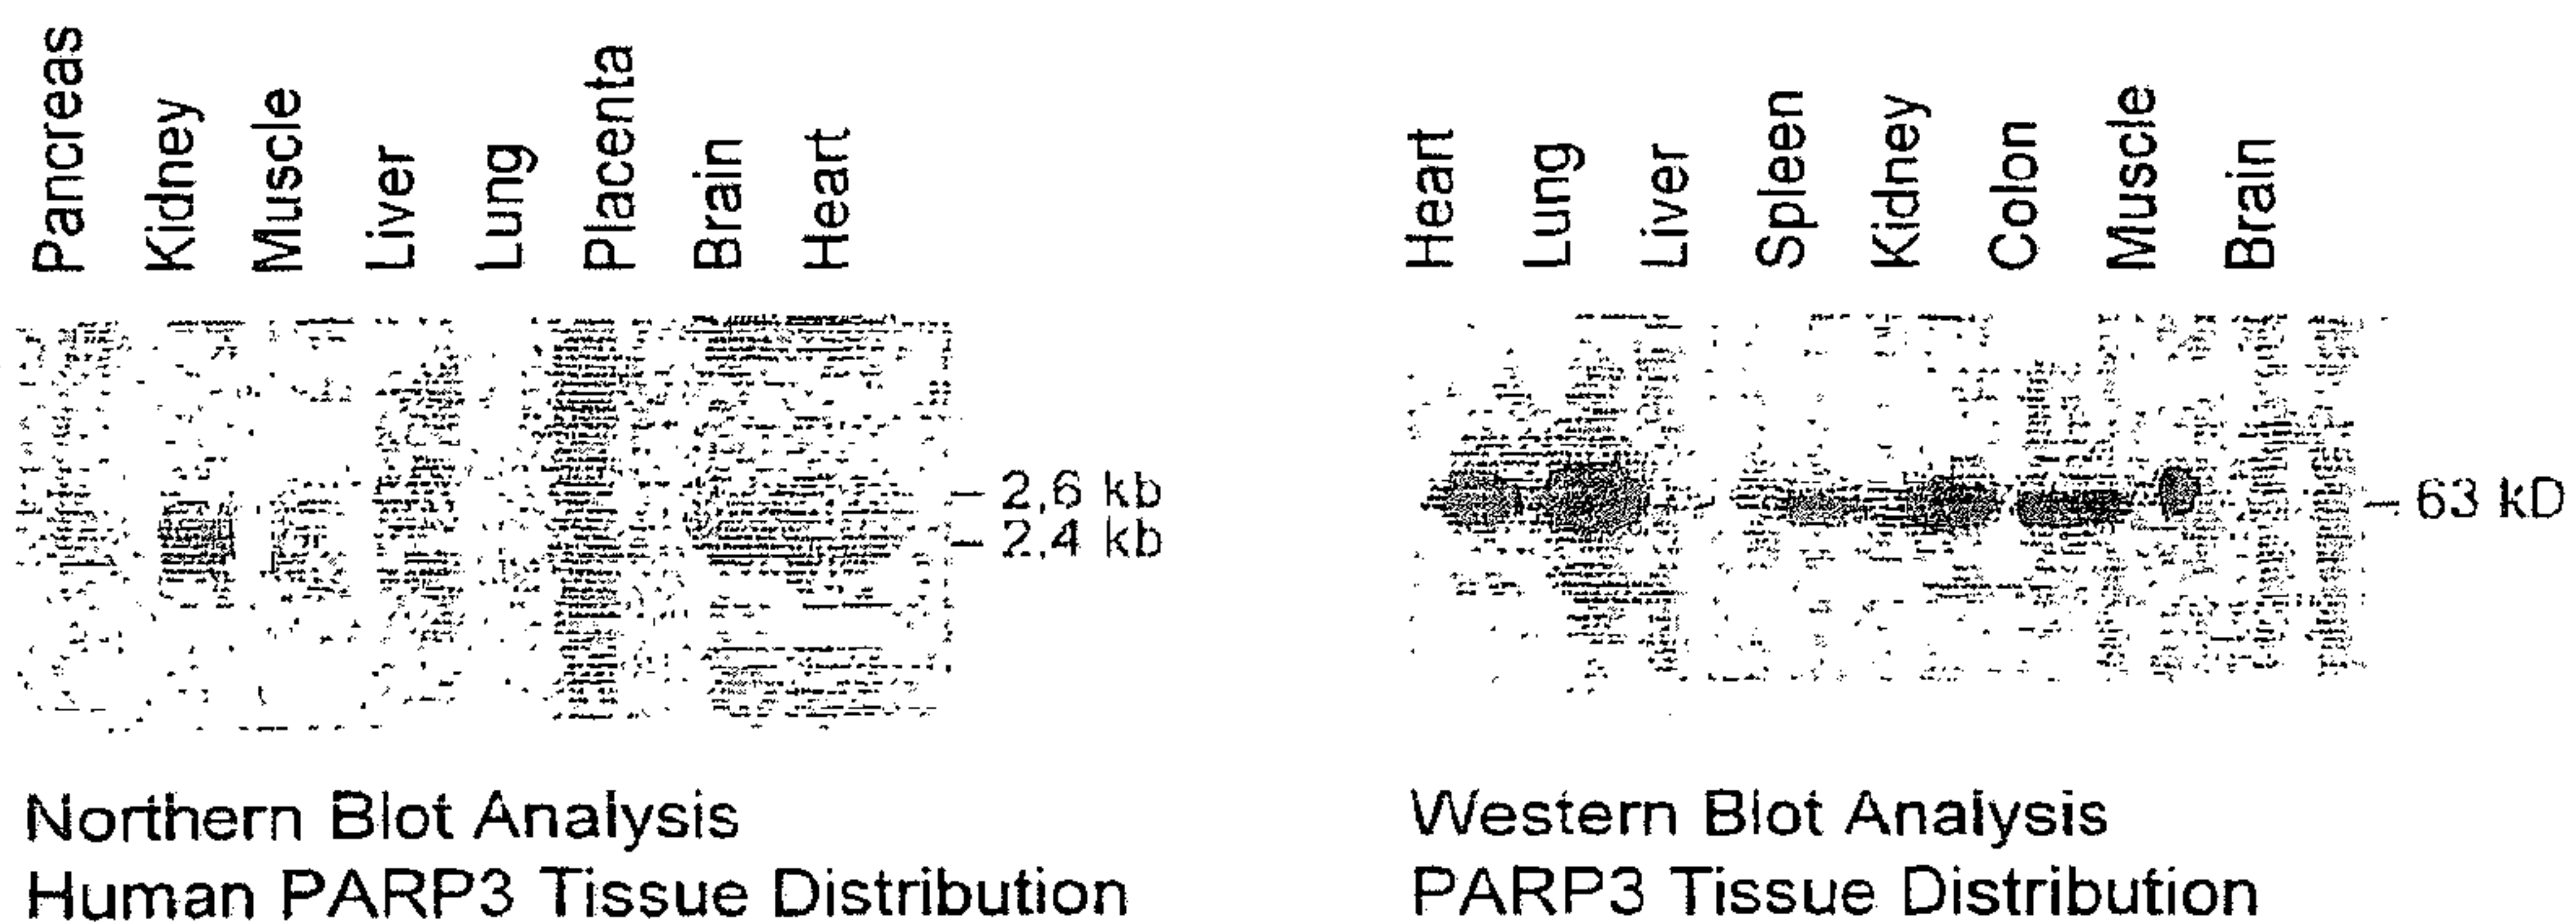 Pancreas
Kidney
Muscle
Liver
Lung
Placenta
Brain
Heart
2,6 kb
2,4 kb
Northern Blot Analysis
Human PARP3 Tissue Distribution
Heart
Lung
Liver
Spleen
Kidney
Colon
Muscle
Brain
63 kD
Western Blot Analysis
PARP3 Tissue Distribution